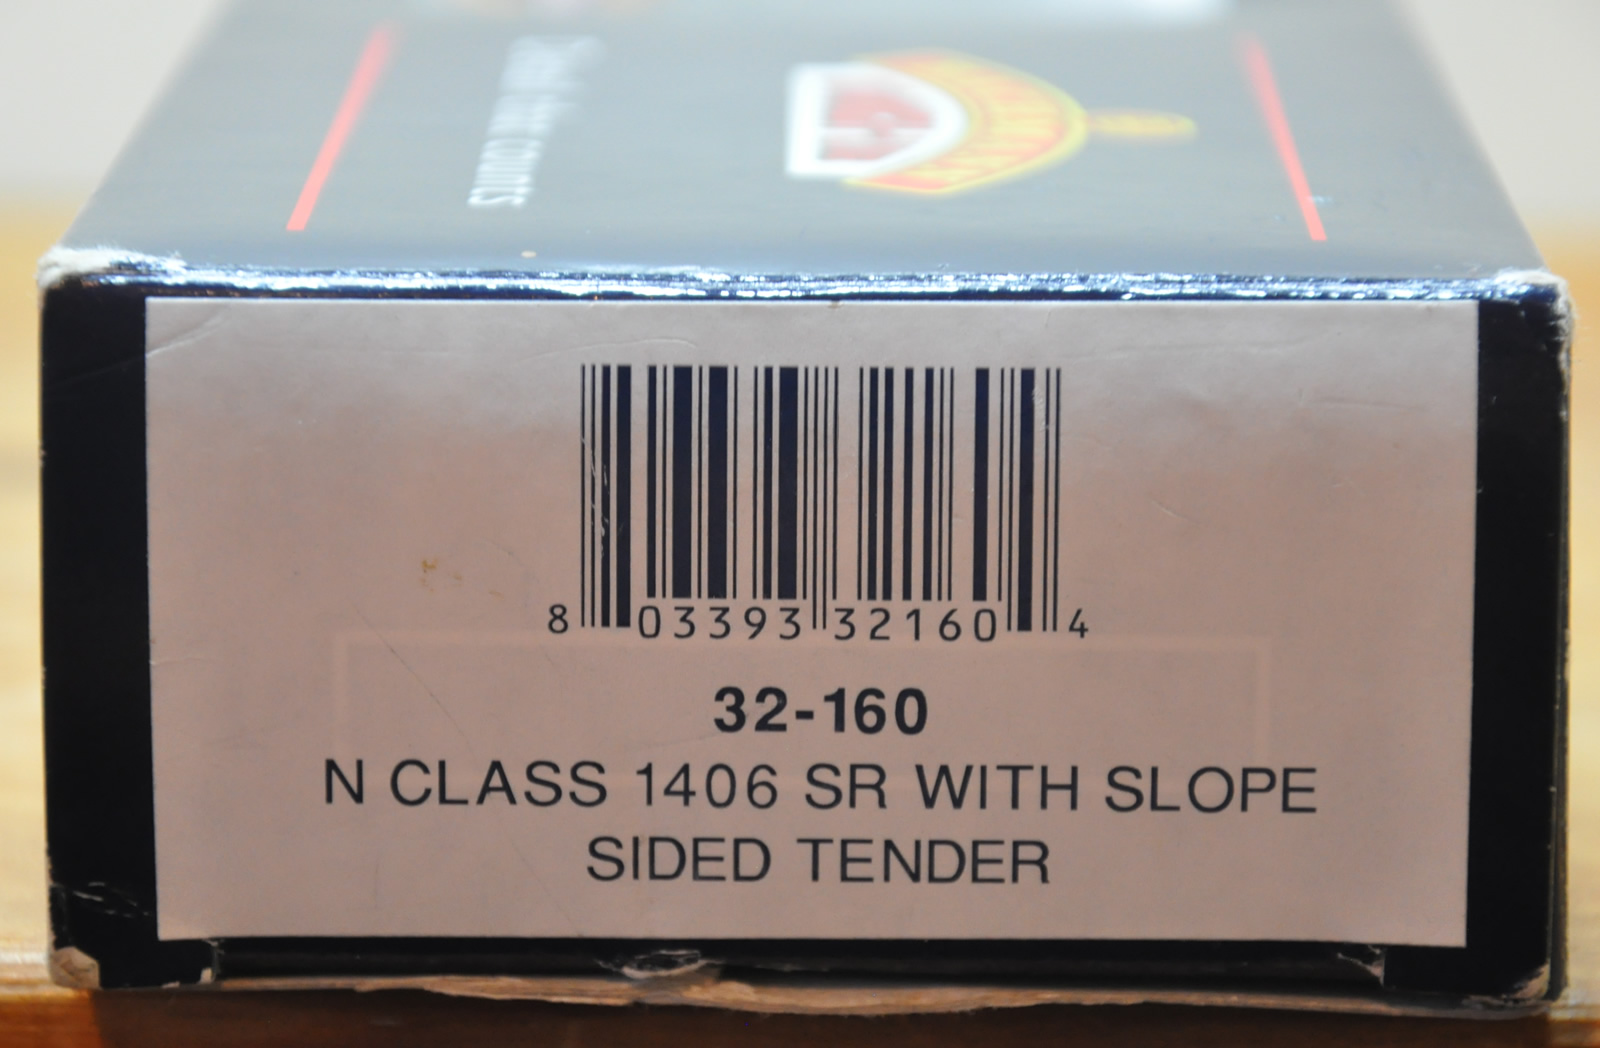 8 03393 32160 4
32-160
N CLASS 1406 SR WITH SLOPE
SIDED TENDER